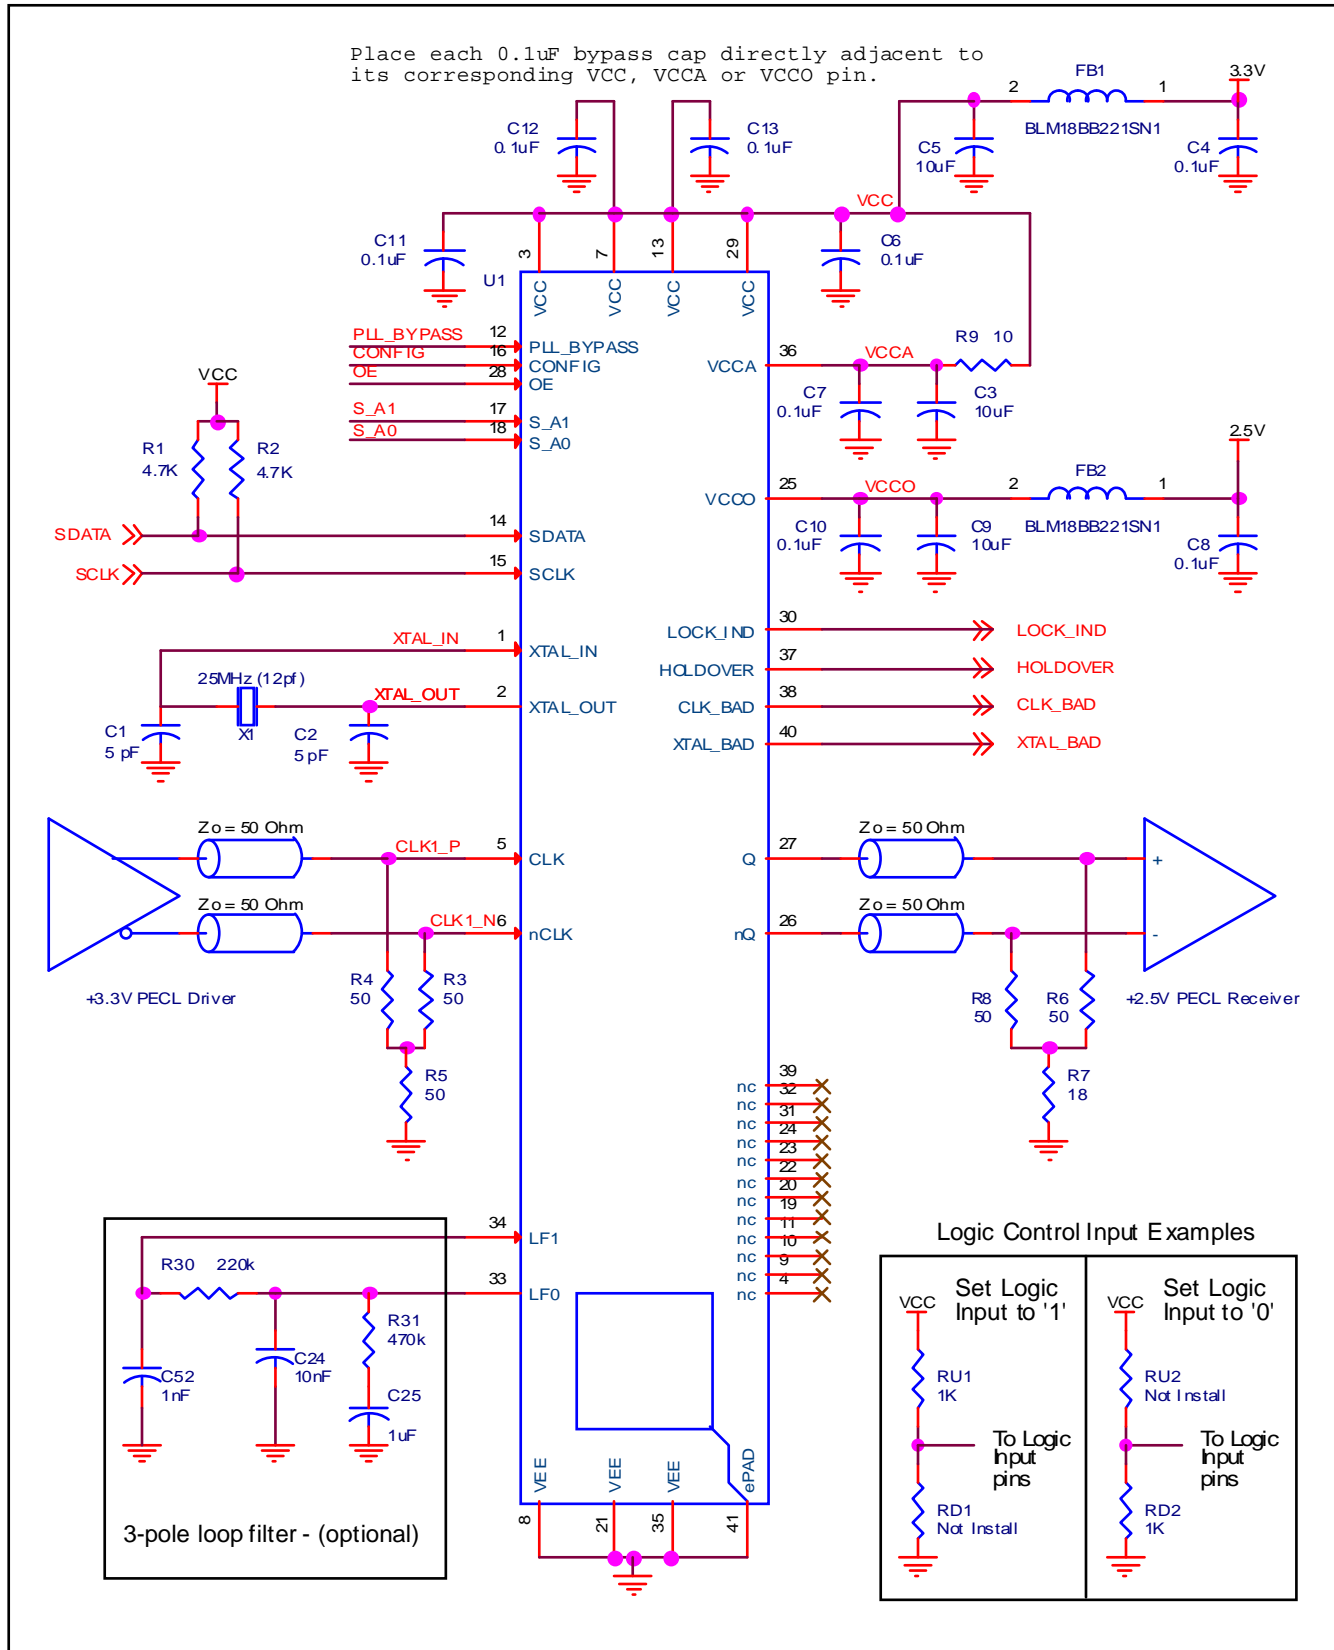 Place each 0.1uF bypass cap directly adjacent to
its corresponding VCC, VCCA or VCCO pin.
FB1
2
1
3.3V
BLM18BB221SN1
C12
0.1uF
C13
0.1uF
C5
10uF
C4
0.1uF
VCC
C11
0.1uF
C6
0.1uF
3
7
13
29
U1
VCC
VCC
VCC
VCC
PLL_BYPASS
12
PLL_BYPASS
CONFIG
16
CONFIG
OE
28
OE
S_A1
17
S_A1
S_A0
18
S_A0
VCCA
36
VCCA
R9 10
C7
0.1uF
C3
10uF
VCC
R1
4.7K
R2
4.7K
2.5V
VCCO
25
VCCO
2
FB2
1
BLM18BB221SN1
C10
0.1uF
C9
10uF
C8
0.1uF
SDATA
14
SDATA
SCLK
15
SCLK
XTAL_IN
1
XTAL_IN
25MHz (12pf)
X1
XTAL_OUT
2
XTAL_OUT
C1
5 pF
C2
5 pF
LOCK_IND
30
LOCK_IND
HOLDOVER
37
HOLDOVER
CLK_BAD
38
CLK_BAD
XTAL_BAD
40
XTAL_BAD
Zo = 50 Ohm
CLK1_P
5
CLK
Zo = 50 Ohm
CLK1_N
6
nCLK
+3.3V PECL Driver
R4
50
R3
50
R5
50
Q
27
Zo = 50 Ohm
+
nQ
26
Zo = 50 Ohm
-
R8
50
R6
50
+2.5V PECL Receiver
R7
18
nc
39
nc
32
nc
31
nc
24
nc
23
nc
22
nc
20
nc
19
nc
11
nc
10
nc
9
nc
4
34
LF1
R30 220k
33
LF0
R31
470k
C52
1nF
C24
10nF
C25
1uF
3-pole loop filter - (optional)
VEE
VEE
VEE
ePAD
8
21
35
41
Logic Control Input Examples
Set Logic
Input to '1'
VCC
RU1
1K
To Logic
Input
pins
RD1
Not Install
Set Logic
Input to '0'
VCC
RU2
Not Install
To Logic
Input
pins
RD2
1K